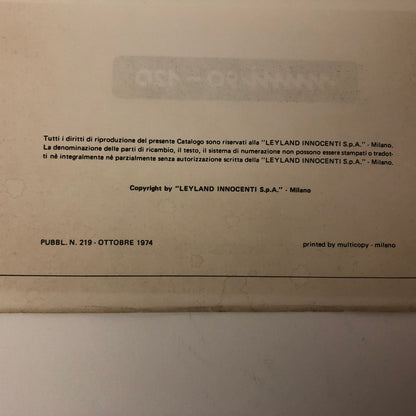 Tutti i diritti di riproduzione del presente Catalogo sono riservati alla "LEYLAND INNOCENTI S.p.A." - Milano.
La denominazione delle parti di ricambio, il testo, il sistema di numerazione non possono essere stampati o tradot-
ti nè integralmente nè parzialmente senza autorizzazione scritta della "LEYLAND INNOCENTI S.p.A." - Milano.
Copyright by "LEYLAND INNOCENTI S.p.A." - Milano
PUBBL. N. 219 - OTTOBRE 1974
printed by multicopy - milano